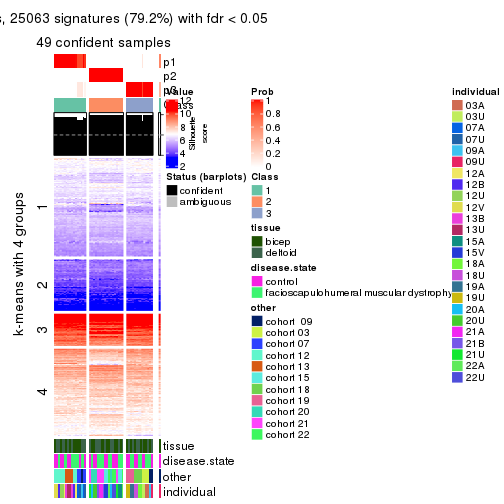 s, 25063 signatures (79.2%) with fdr < 0.05
49 confident samples
p1
p2
p3
Class
k-means with 4 groups
1
2
3
4
Silhouette
score
tissue
disease.state
other
individual
Value
12
10
8
6
4
2
Status (barplots)
confident
ambiguous
Prob
1
0.8
0.6
0.4
0.2
0
Class
1
2
3
tissue
bicep
deltoid
disease.state
control
facioscapulohumeral muscular dystrophy
other
cohort 09
cohort 03
cohort 07
cohort 12
cohort 13
cohort 15
cohort 18
cohort 19
cohort 20
cohort 21
cohort 22
individual
03A
03U
07A
07U
09A
09U
12A
12B
12U
12V
13B
13U
15A
15V
18A
18U
19A
19U
20A
20U
21A
21B
21U
22A
22U